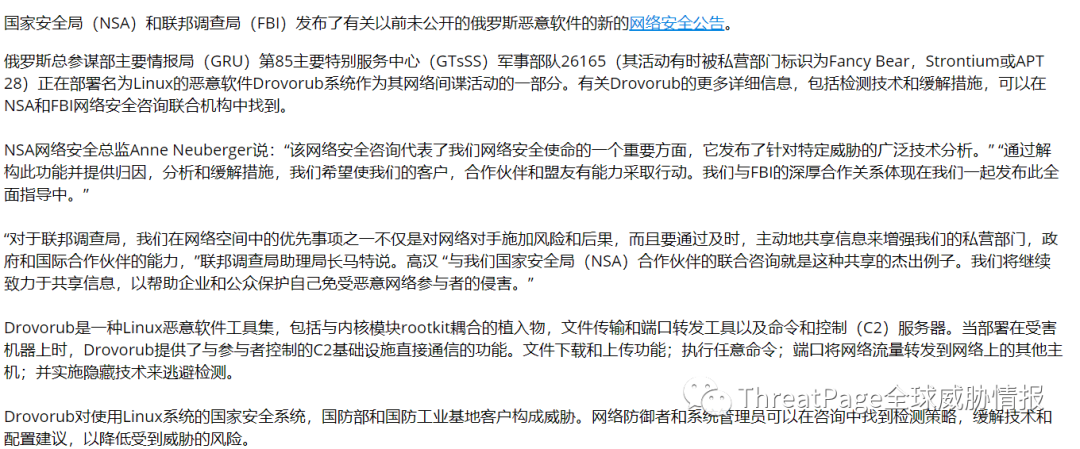 国家安全局（NSA）和联邦调查局（FBI）发布了有关以前未公开的俄罗斯恶意软件的新的网络安全公告。
俄罗斯总参谋部主要情报局（GRU）第85主要特别服务中心（GTsSS）军事部队26165（其活动有时被私营部门标识为Fancy Bear，Strontium或APT
28）正在部署名为Linux的恶意软件Drovorub系统作为其网络间谍活动的一部分。有关Drovorub的更多详细信息，包括检测技术和缓解措施，可以在
NSA和FBI网络安全咨询联合机构中找到。
NSA网络安全总监Anne Neuberger说：“该网络安全咨询代表了我们网络安全使命的一个重要方面，它发布了针对特定威胁的广泛技术分析。” “通过解
构此功能并提供归因，分析和缓解措施，我们希望使我们的客户，合作伙伴和盟友有能力采取行动。我们与FBI的深厚合作关系体现在我们一起发布此全
面指导中。”
“对于联邦调查局，我们在网络空间中的优先事项之一不仅是对网络对手施加风险和后果，而且要通过及时，主动地共享信息来增强我们的私营部门，政
府和国际合作伙伴的能力，”联邦调查局助理局长马特说。高汉 “与我们国家安全局（NSA）合作伙伴的联合咨询就是这种共享的杰出例子。我们将继续
致力于共享信息，以帮助企业和公众保护自己免受恶意网络参与者的侵害。”
Drovorub是一种Linux恶意软件工具集，包括与内核模块rootkit耦合的植入物，文件传输和端口转发工具以及命令和控制（C2）服务器。当部署在受害
机器上时，Drovorub提供了与参与者控制的C2基础设施直接通信的功能。文件下载和上传功能；执行任意命令；端口将网络流量转发到网络上的其他主
机；并实施隐藏技术来逃避检测。
ThreatPage全球威胁情报
Drovorub对使用Linux系统的国家安全系统，国防部和国防工业基地客户构成威胁。网络防御者和系统管理员可以在咨询中找到检测策略，缓解技术和
配置建议，以降低受到威胁的风险。